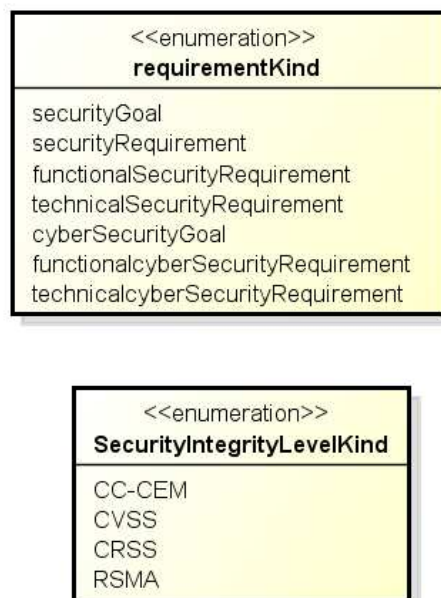 <<enumeration>>
requirementKind
securityGoal
securityRequirement
functionalSecurityRequirement
technicalSecurityRequirement
cyberSecurityGoal
functionalcyberSecurityRequirement
technicalcyberSecurityRequirement
<<enumeration>>
SecurityIntegrityLevelKind
CC-CEM
CVSS
CRSS
RSMA